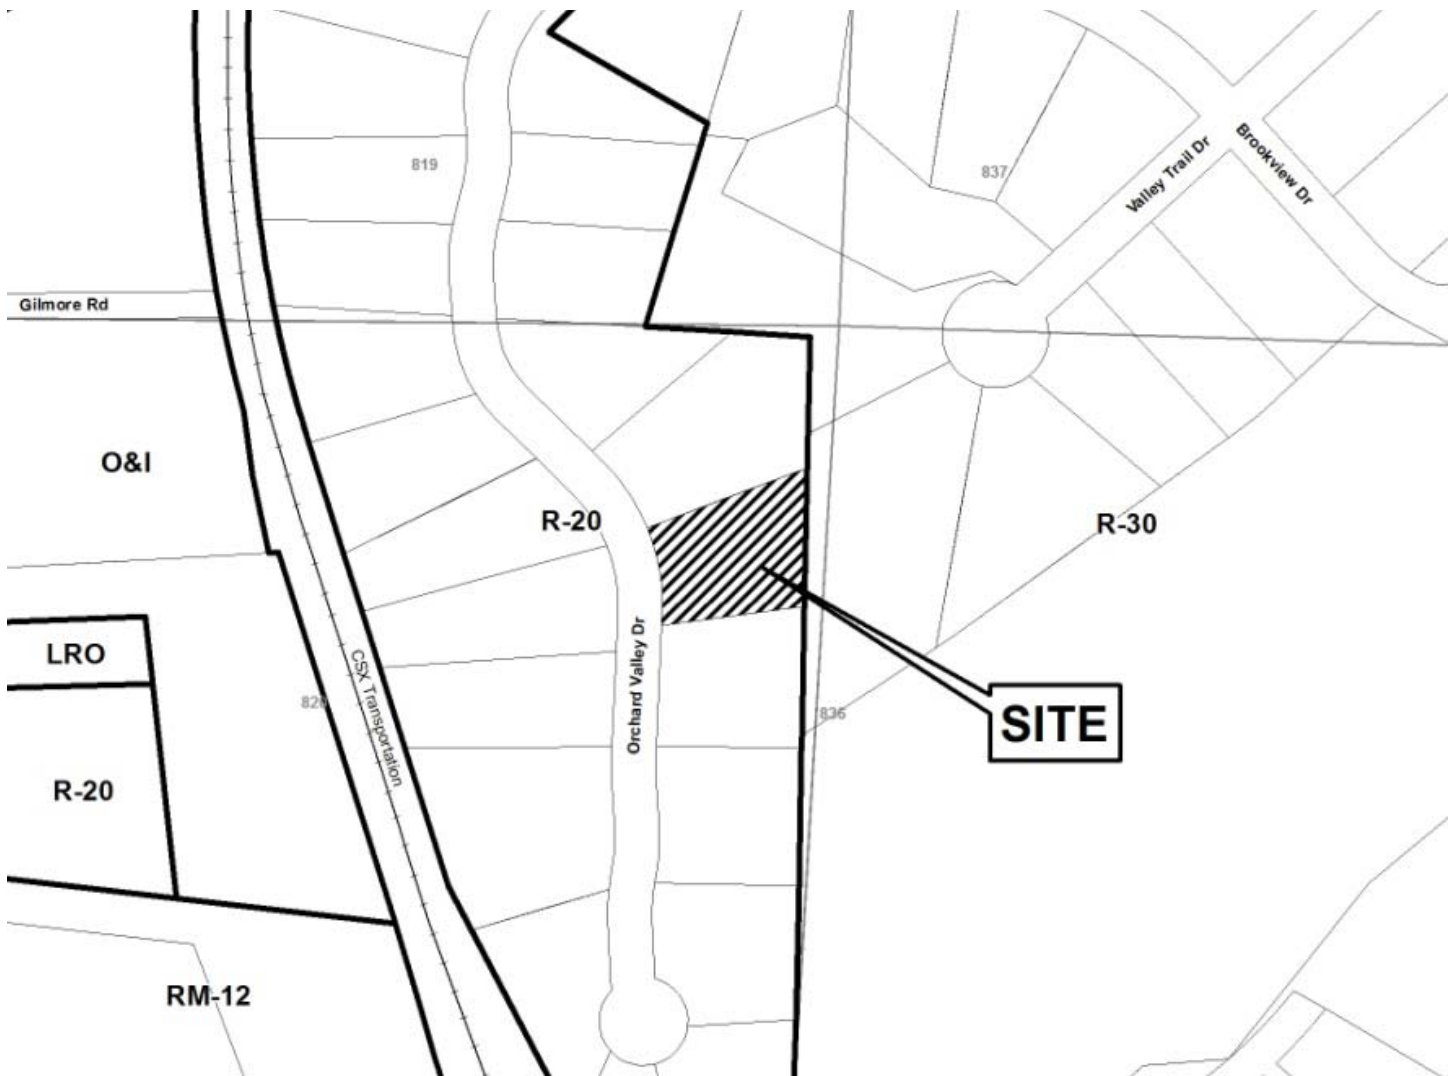 819
837
Valley Trail Dr
Brookview Dr
Gilmore Rd
O&I
R-20
R-30
LRO
CSX Transportation
Orchard Valley Dr
820
836
SITE
R-20
RM-12